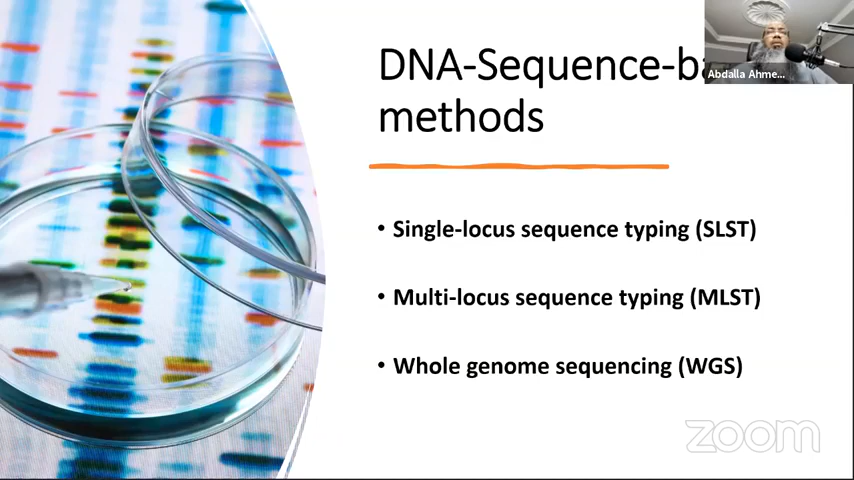 DNA-Sequence-ba
methods
Abdalla Ahme...
• Single-locus sequence typing (SLST)
• Multi-locus sequence typing (MLST)
• Whole genome sequencing (WGS)
zoom